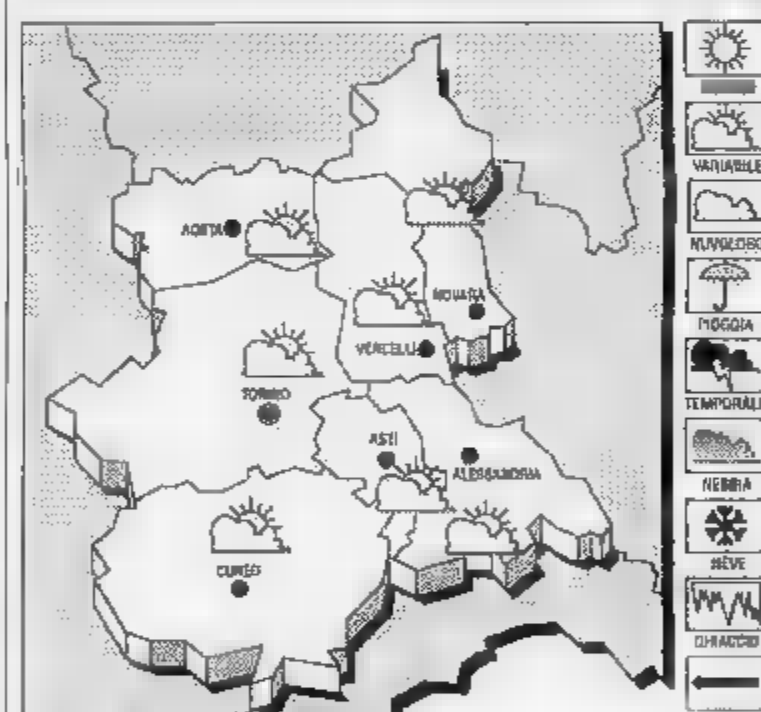 AOSTA
NOVARA
VERCELLI
TORINO
ASTI
ALESSANDRIA
CUNEO
VARIABILE
NUVOLOSO
PIOGGIA
TEMPORALE
NEBBIA
NEVE
GHIACCIO